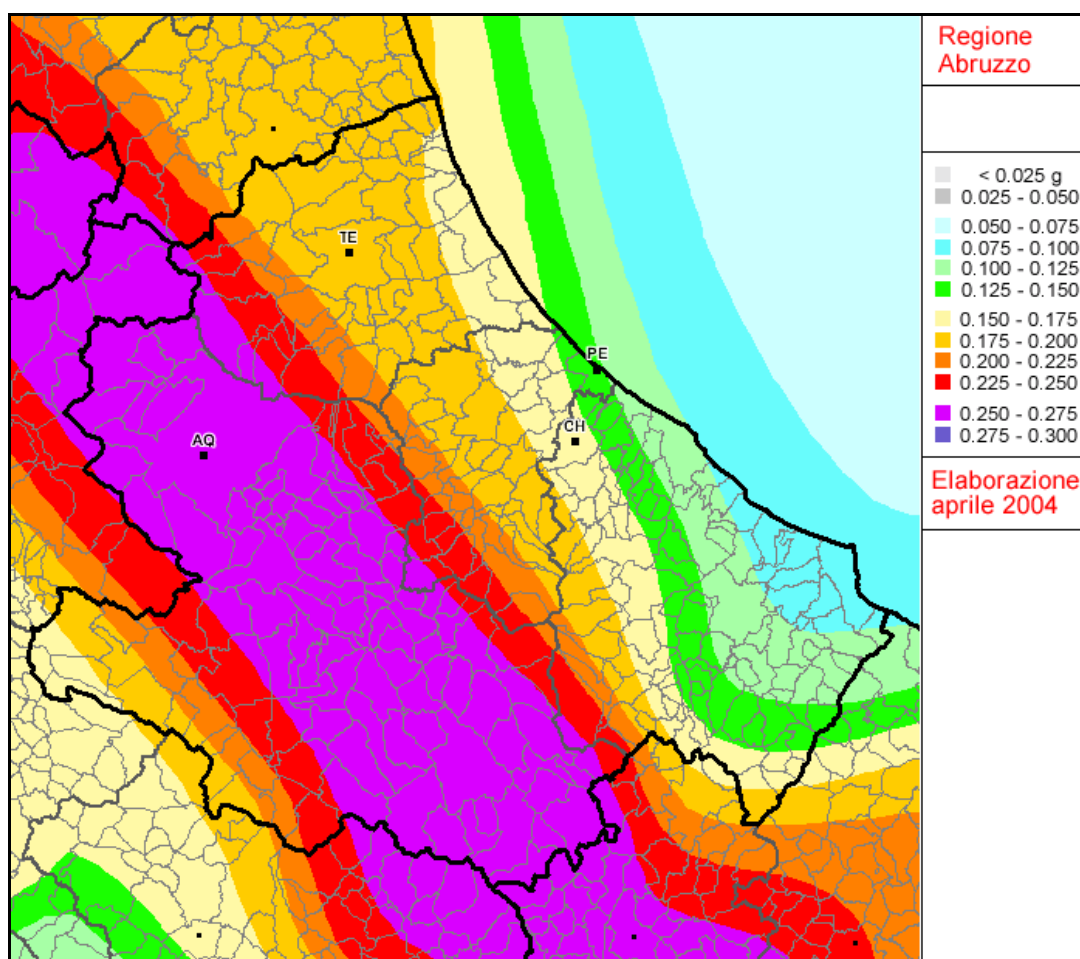 Regione
Abruzzo
< 0.025 g
0.025 - 0.050
0.050 - 0.075
0.075 - 0.100
0.100 - 0.125
0.125 - 0.150
0.150 - 0.175
0.175 - 0.200
0.200 - 0.225
0.225 - 0.250
0.250 - 0.275
0.275 - 0.300
Elaborazione
aprile 2004
TE
PE
CH
AQ